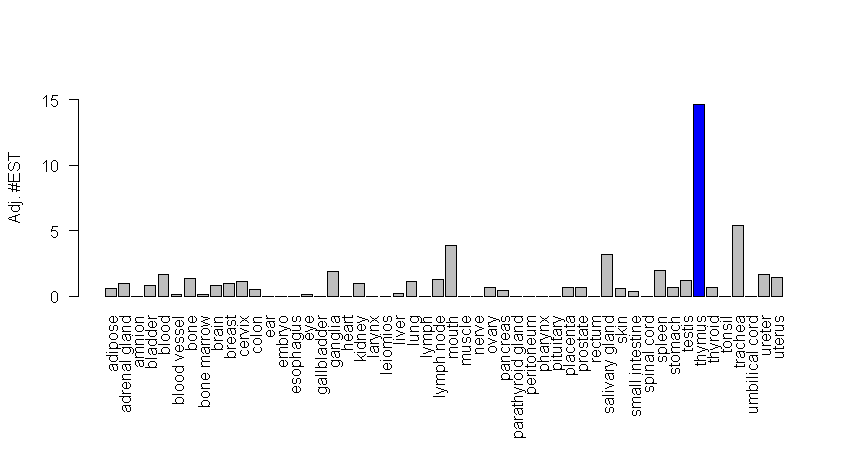 Adj. #EST
15
10
5
0
adipose
adrenal gland
amnion
bladder
blood
blood vessel
bone
bone marrow
brain
breast
cervix
colon
ear
embryo
esophagus
eye
gallbladder
ganglia
heart
kidney
larynx
leiomios
liver
lung
lymph
lymph node
mouth
muscle
nerve
ovary
pancreas
parathyroid gland
peritoneum
pharynx
pituitary
placenta
prostate
rectum
salivary gland
skin
small intestine
spinal cord
spleen
stomach
testis
thymus
thyroid
tonsil
trachea
umbilical cord
ureter
uterus